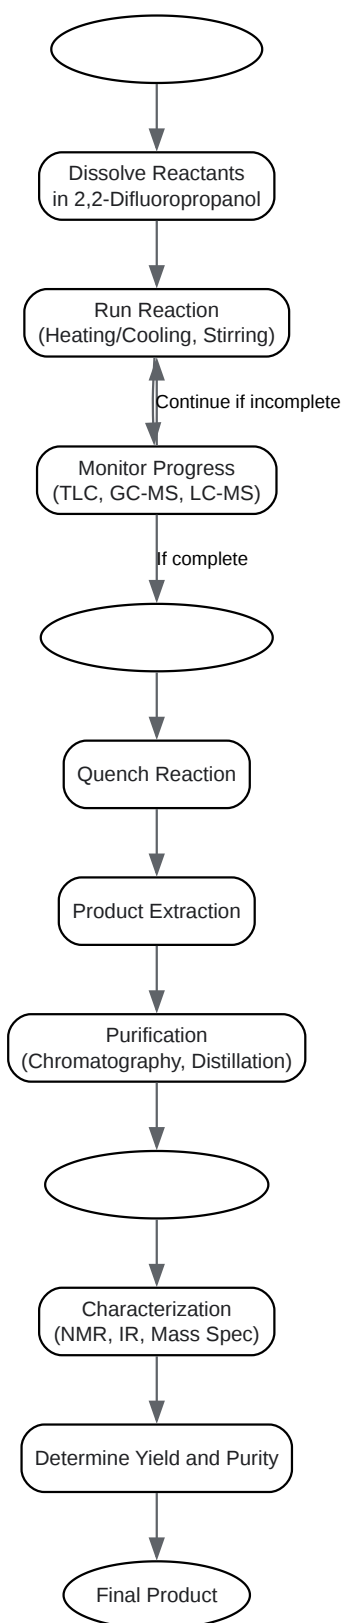 Dissolve Reactants
in 2,2-Difluoropropanol
Run Reaction
(Heating/Cooling, Stirring)
Continue if incomplete
Monitor Progress
(TLC, GC-MS, LC-MS)
If complete
Quench Reaction
Product Extraction
Purification
(Chromatography, Distillation)
Characterization
(NMR, IR, Mass Spec)
Determine Yield and Purity
Final Product